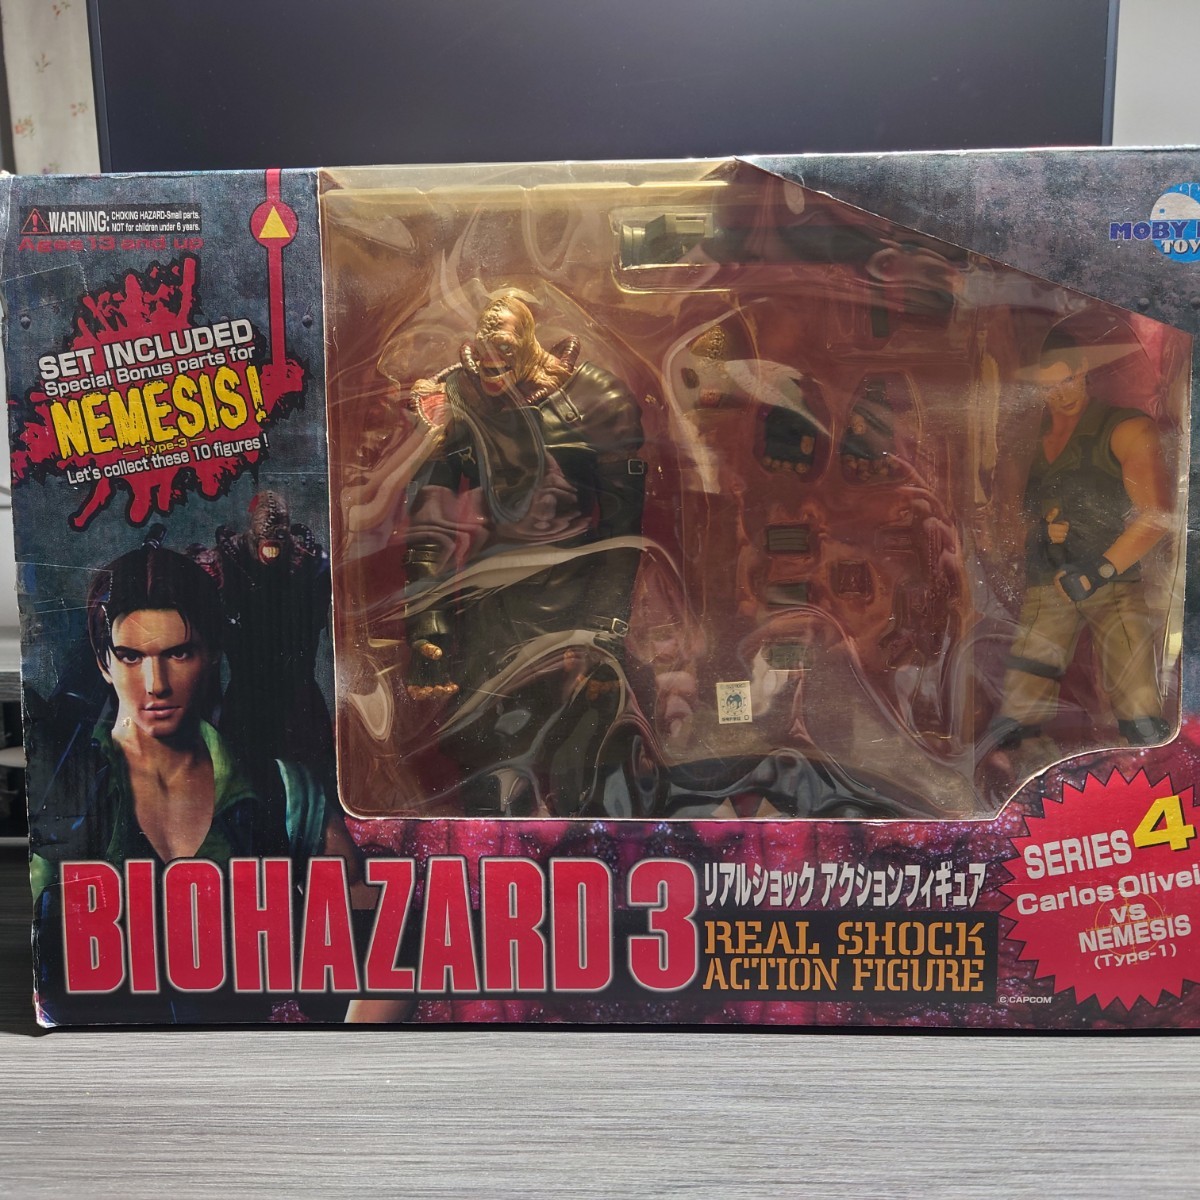 WARNING: CHOKING HAZARD-Small parts.
NOT for children under 6 years.
Ages 13 and up
SET INCLUDED
Special Bonus parts for
NEMESIS!
Type-3
Let's collect these 10 figures!
MOBY
TOY
BIOHAZARD 3
リアルショック アクションフィギュア
REAL SHOCK
ACTION FIGURE
SERIES 4
Carlos Olivei
VS
NEMESIS
(Type-1)
© CAPCOM